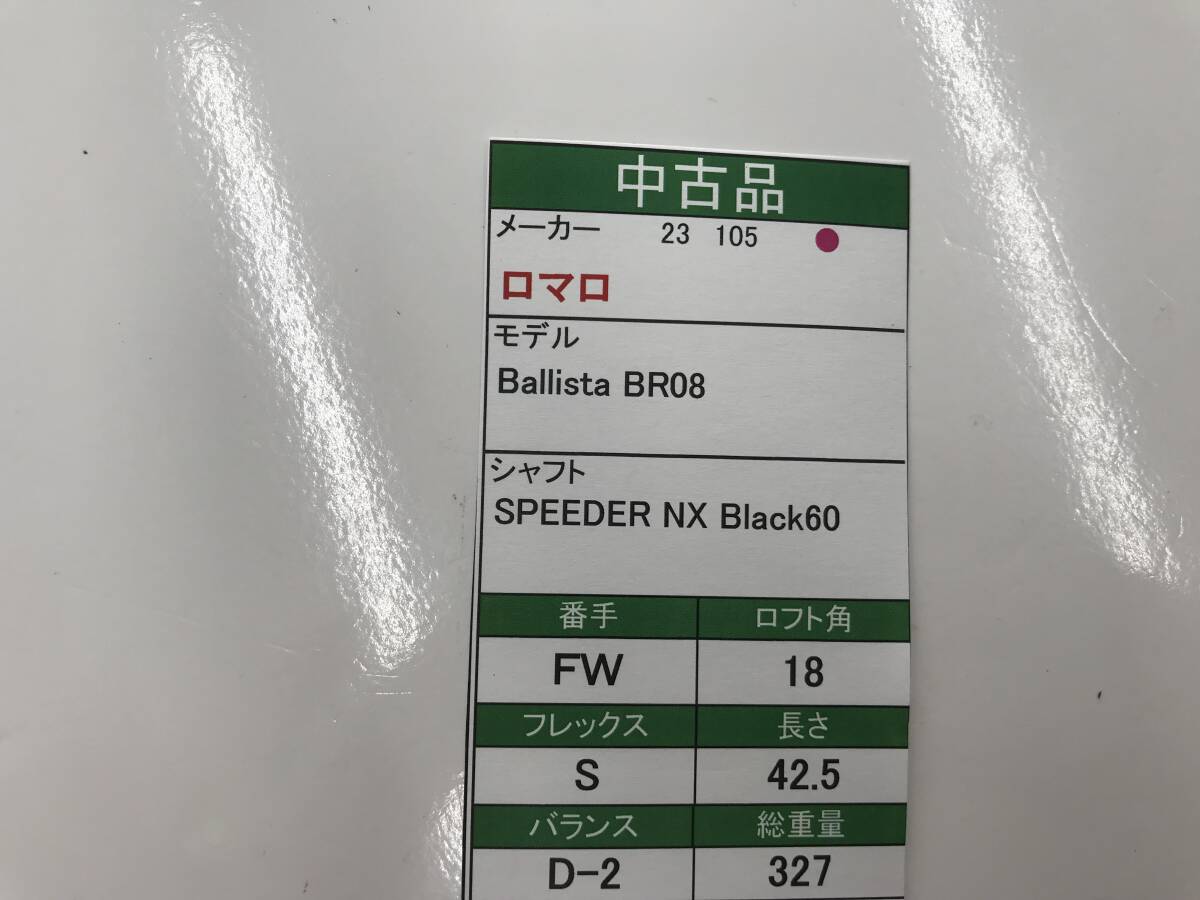 中古品
メーカー 23 105
ロマロ
モデル
Ballista BR08
シャフト
SPEEDER NX Black60
番手 ロフト角
FW 18
フレックス 長さ
S 42.5
バランス 総重量
D-2 327